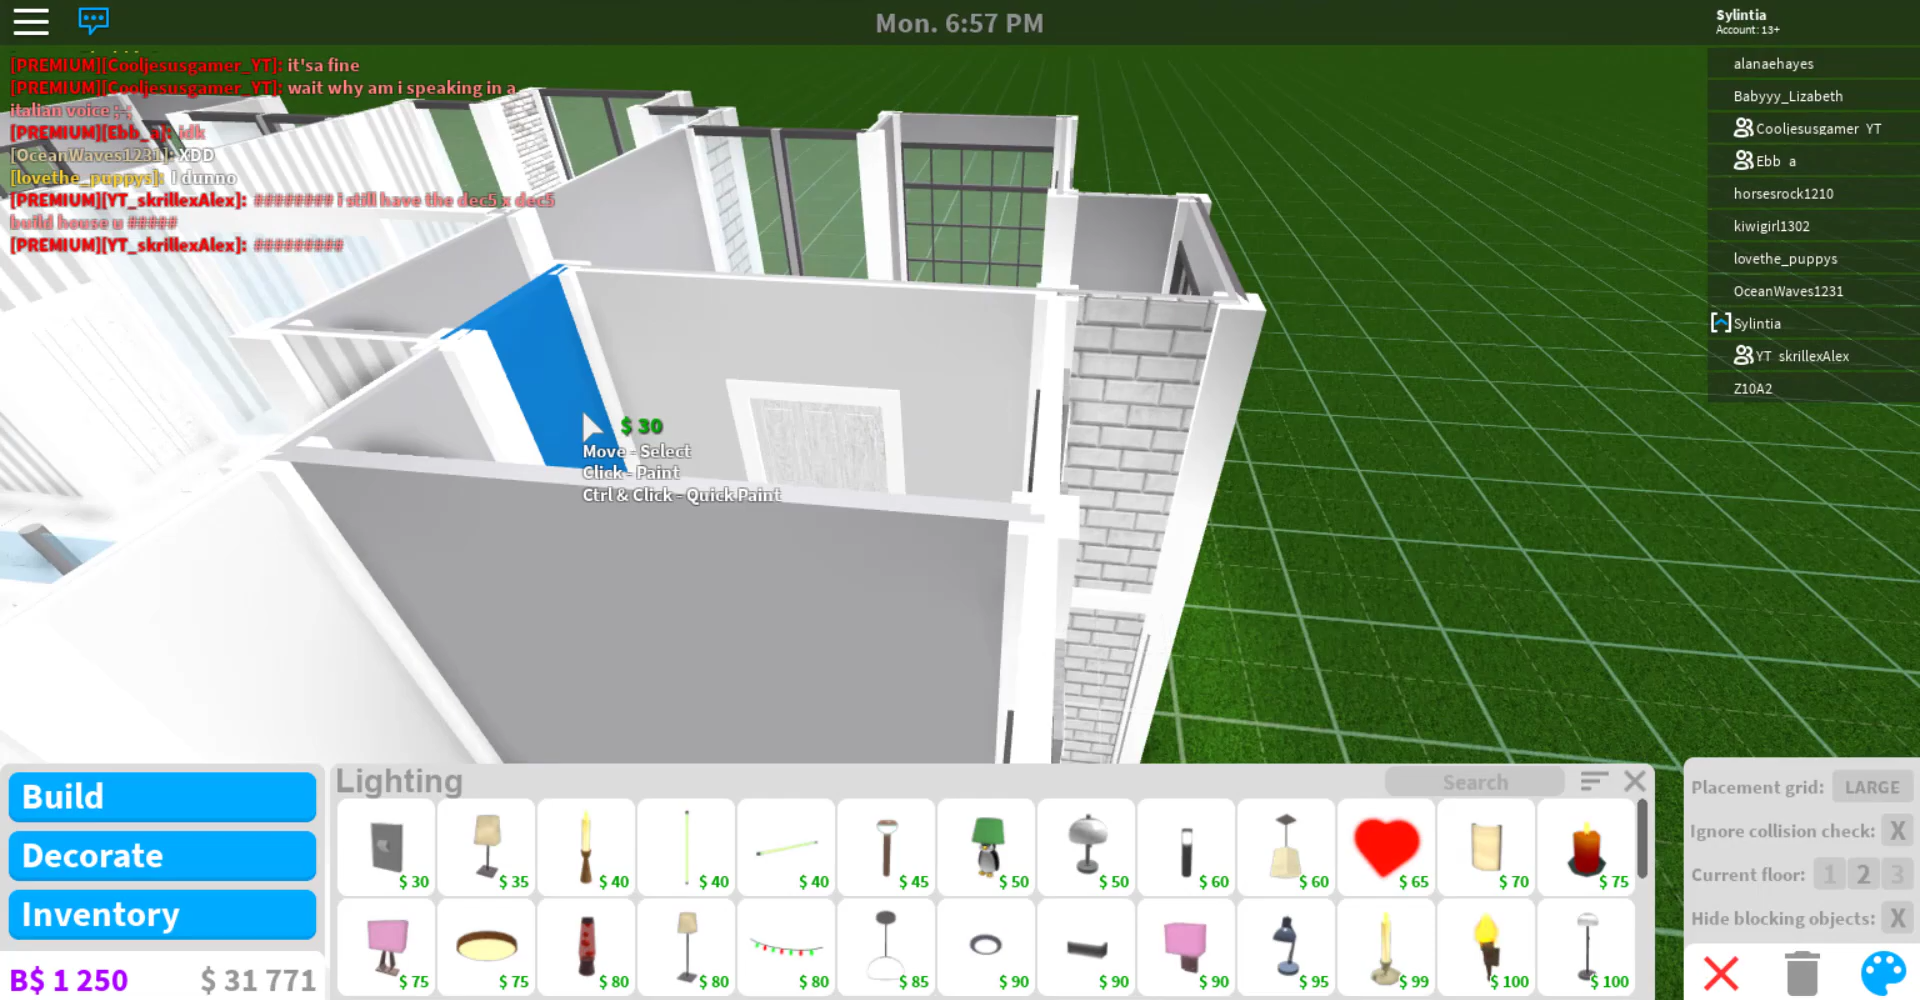 Mon. 6:57 PM
Sylintia
Account: 13+
[PREMIUM][Cooljesusgamer_YT]: it'sa fine
[PREMIUM][Cooljesusgamer_YT]: wait why am i speaking in a
italian voice ;-;
[PREMIUM][Ebb_a]: idk
[OceanWaves1231]: XDD
[lovethe_puppys]: I dunno
[PREMIUM][YT_skrillexAlex]: ######## i still have the dec5 x dec5
build house u #####
[PREMIUM][YT_skrillexAlex]: #########
alanaehayes
Babyyy_Lizabeth
Cooljesusgamer YT
Ebb a
horsesrock1210
kiwigirl1302
lovethe_puppys
OceanWaves1231
Sylintia
YT skrillexAlex
Z10A2
$ 30
Move - Select
Click - Paint
Ctrl & Click - Quick Paint
Build
Decorate
Inventory
B$ 1 250
$ 31 771
Lighting
Search
$ 30
$ 35
$ 40
$ 40
$ 40
$ 45
$ 50
$ 50
$ 60
$ 60
$ 65
$ 70
$ 75
$ 75
$ 75
$ 80
$ 80
$ 80
$ 85
$ 90
$ 90
$ 90
$ 95
$ 99
$ 100
$ 100
Placement grid: LARGE
Ignore collision check: X
Current floor: 1 2 3
Hide blocking objects: X